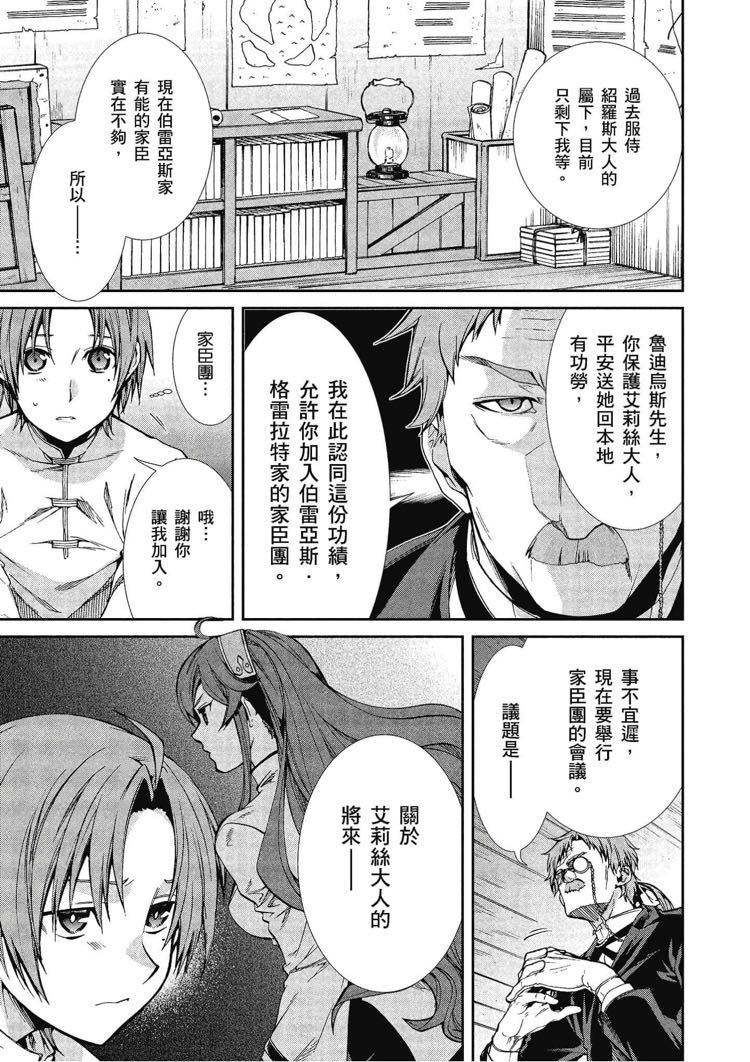 過去服侍
紹羅斯大人的
屬下，目前
只剩下我等。
現在伯雷亞斯家
有能的家臣
實在不夠，
所以——…
魯迪烏斯先生，
你保護艾莉絲大人，
平安送她回本地
有功勞，
我在此認同這份功績，
允許你加入伯雷亞斯·
格雷拉特家的家臣團。
家臣團…
哦…
謝謝你
讓我加入。
事不宜遲，
現在要舉行
家臣團的會議。
議題是——
關於
艾莉絲大人的
將來——